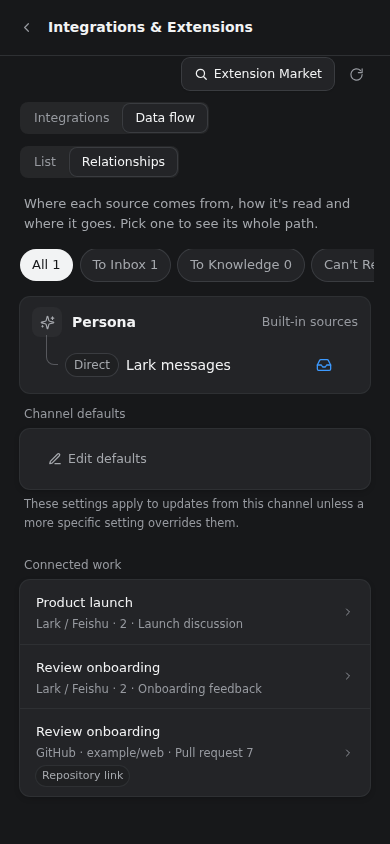 Integrations & Extensions
Extension Market
Integrations Data flow
List Relationships
Where each source comes from, how it's read and
where it goes. Pick one to see its whole path.
All 1 To Inbox 1 To Knowledge 0 Can't Re
Persona Built-in sources
Direct Lark messages
Channel defaults
Edit defaults
These settings apply to updates from this channel unless a
more specific setting overrides them.
Connected work
Product launch
Lark / Feishu · 2 · Launch discussion
Review onboarding
Lark / Feishu · 2 · Onboarding feedback
Review onboarding
GitHub · example/web · Pull request 7
Repository link